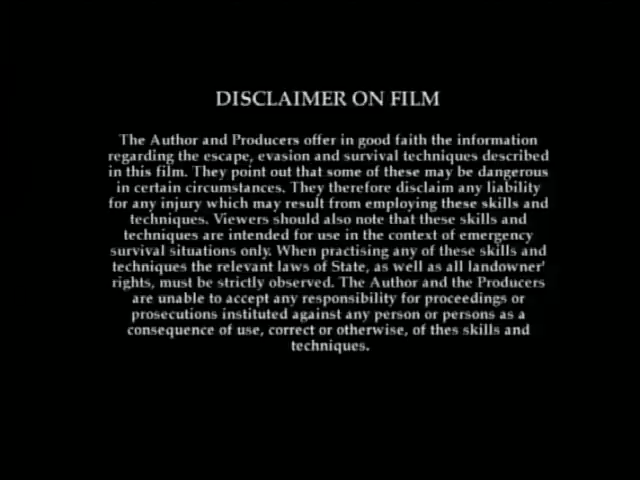 DISCLAIMER ON FILM
The Author and Producers offer in good faith the information
regarding the escape, evasion and survival techniques described
in this film. They point out that some of these may be dangerous
in certain circumstances. They therefore disclaim any liability
for any injury which may result from employing these skills and
techniques. Viewers should also note that these skills and
techniques are intended for use in the context of emergency
survival situations only. When practising any of these skills and
techniques the relevant laws of State, as well as all landowner'
rights, must be strictly observed. The Author and the Producers
are unable to accept any responsibility for proceedings or
prosecutions instituted against any person or persons as a
consequence of use, correct or otherwise, of thes skills and
techniques.